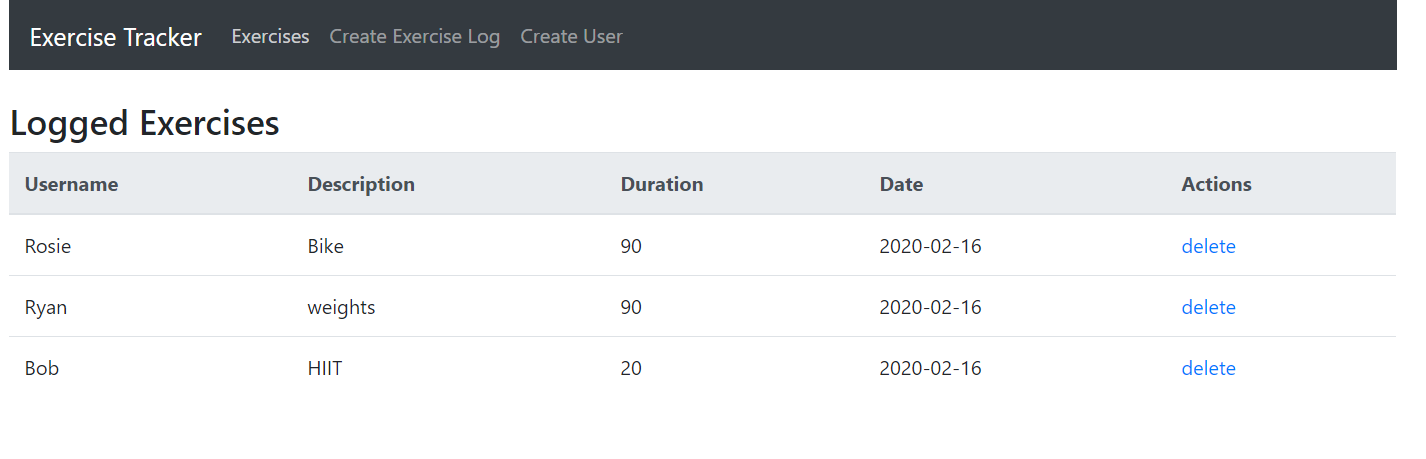 Exercise Tracker Exercises Create Exercise Log Create User
Logged Exercises
Username Description Duration Date Actions
Rosie Bike 90 2020-02-16 delete
Ryan weights 90 2020-02-16 delete
Bob HIIT 20 2020-02-16 delete